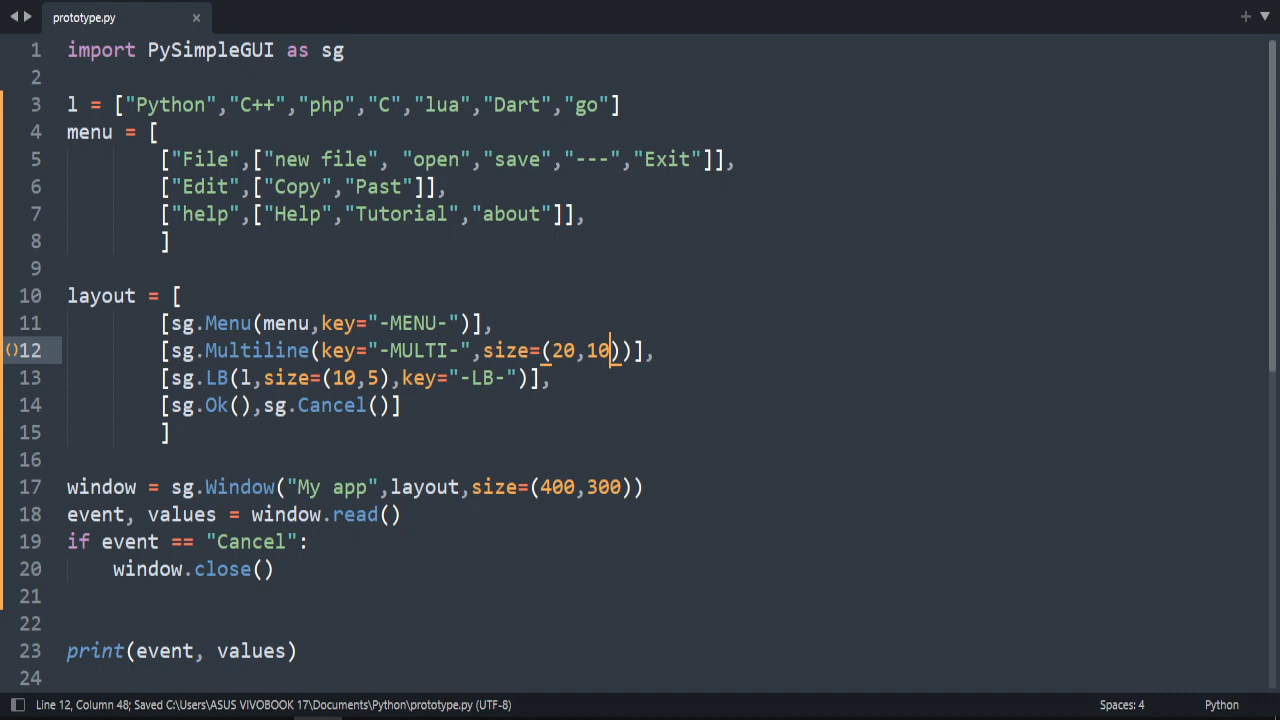 prototype.py
1 import PySimpleGUI as sg
2
3 l = ["Python","C++","php","C","lua","Dart","go"]
4 menu = [
5 ["File",["new file", "open","save","---","Exit"]],
6 ["Edit",["Copy","Past"]],
7 ["help",["Help","Tutorial","about"]],
8 ]
9
10 layout = [
11 [sg.Menu(menu,key="-MENU-")],
12 [sg.Multiline(key="-MULTI-",size=(20,10))],
13 [sg.LB(l,size=(10,5),key="-LB-")],
14 [sg.Ok(),sg.Cancel()]
15 ]
16
17 window = sg.Window("My app",layout,size=(400,300))
18 event, values = window.read()
19 if event == "Cancel":
20 window.close()
21
22
23 print(event, values)
24
Line 12, Column 48; Saved C:\Users\ASUS VIVOBOOK 17\Documents\Python\prototype.py (UTF-8) Spaces: 4 Python